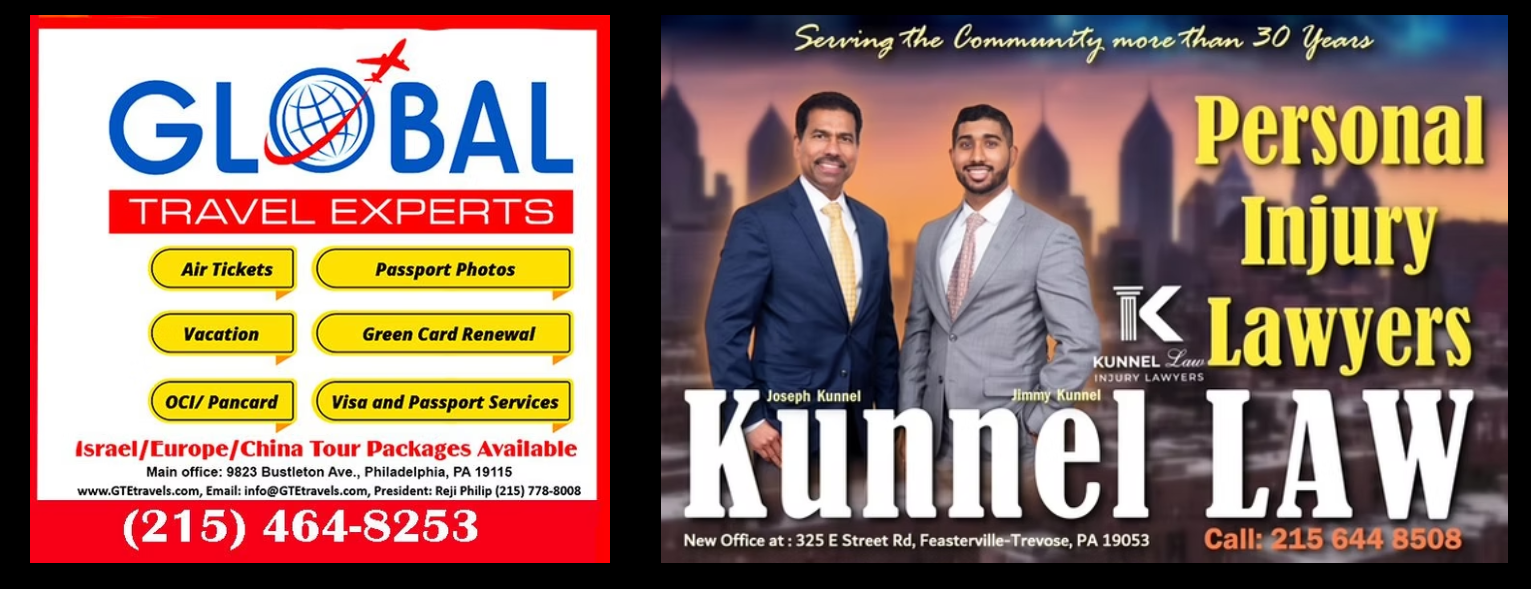 GLOBAL
TRAVEL EXPERTS
Air Tickets
Passport Photos
Vacation
Green Card Renewal
OCI/ Pancard
Visa and Passport Services
Israel/Europe/China Tour Packages Available
Main office: 9823 Bustleton Ave., Philadelphia, PA 19115
www.GTEtravels.com, Email: info@GTEtravels.com, President: Reji Philip (215) 778-8008
(215) 464-8253
Serving the Community more than 30 Years
Personal
Injury
Lawyers
K
KUNNEL Law
INJURY LAWYERS
Joseph Kunnel
Jimmy Kunnel
Kunnel LAW
New Office at : 325 E Street Rd, Feasterville-Trevose, PA 19053
Call: 215 644 8508